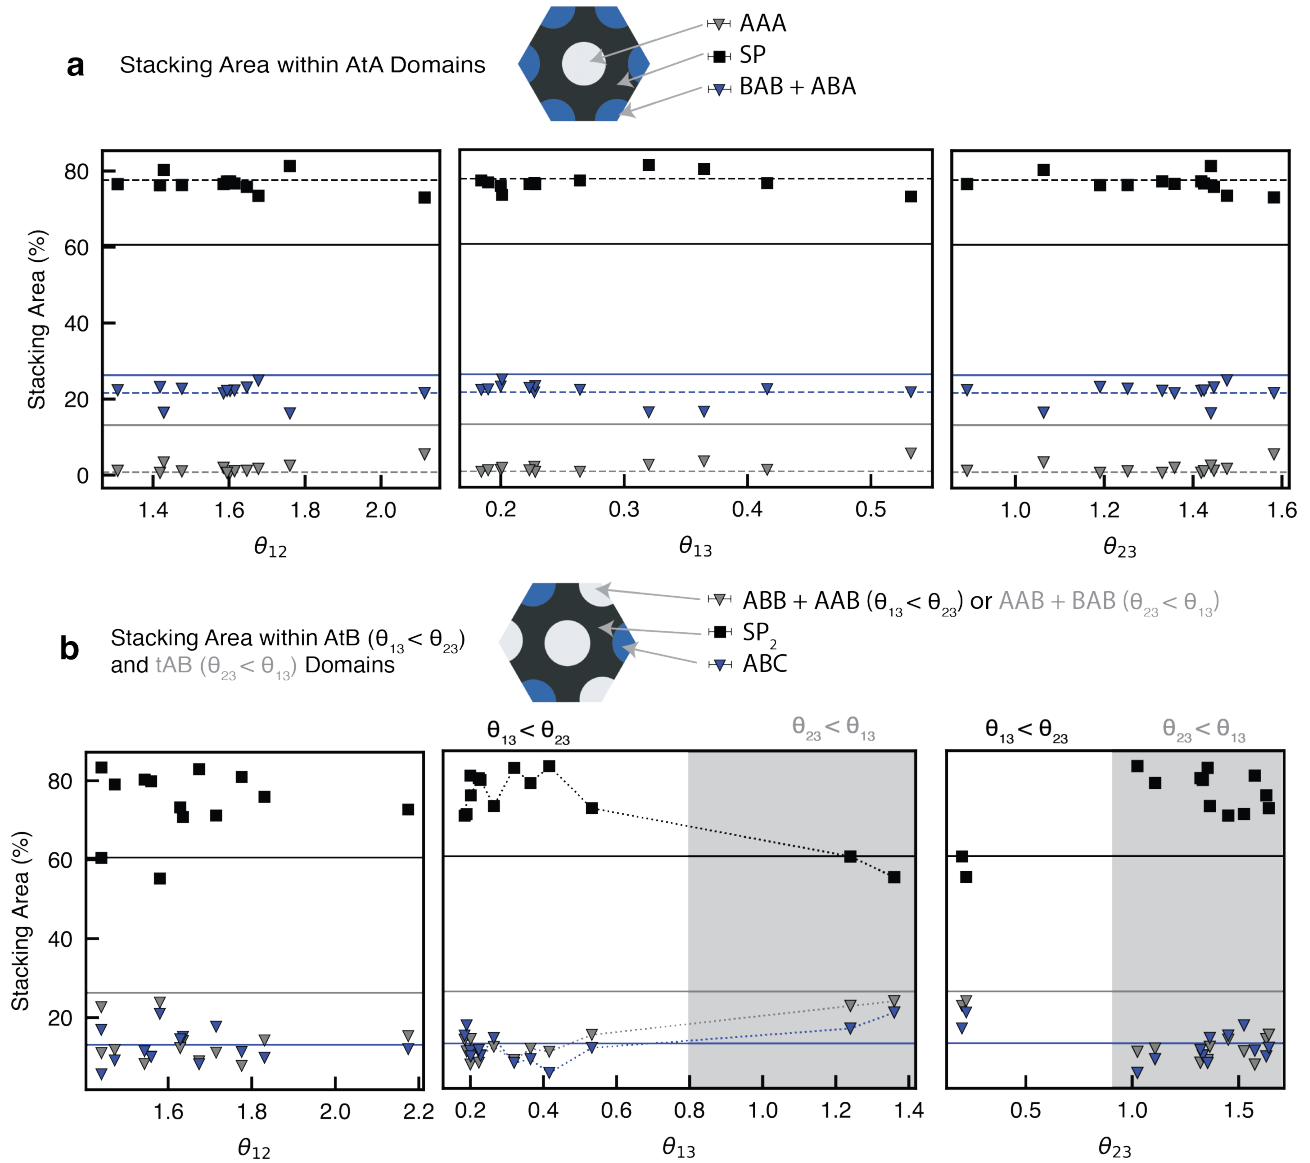 a
Stacking Area within AtA Domains
AAA
SP
BAB + ABA
Stacking Area (%)
80
60
40
20
0
1.4 1.6 1.8 2.0
θ12
0.2 0.3 0.4 0.5
θ13
1.0 1.2 1.4 1.6
θ23
b
Stacking Area within AtB (θ13 < θ23)
and tAB (θ23 < θ13) Domains
ABB + AAB (θ13 < θ23) or AAB + BAB (θ23 < θ13)
SP2
ABC
θ13 < θ23 θ23 < θ13 θ13 < θ23 θ23 < θ13
Stacking Area (%)
80
60
40
20
1.6 1.8 2.0 2.2
θ12
0.2 0.4 0.6 0.8 1.0 1.2 1.4
θ13
0.5 1.0 1.5
θ23